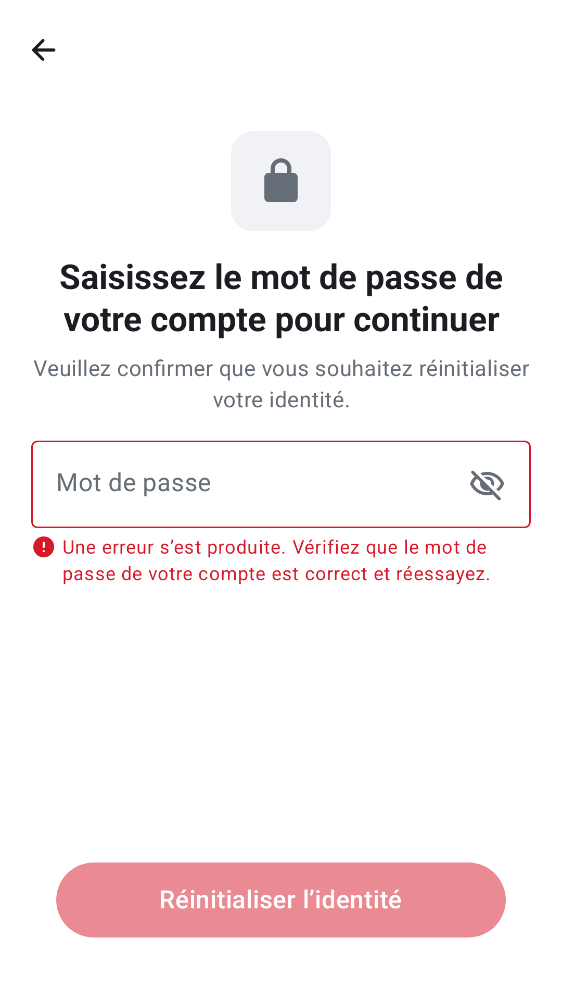 Saisissez le mot de passe de
votre compte pour continuer
Veuillez confirmer que vous souhaitez réinitialiser
votre identité.
Mot de passe
Une erreur s’est produite. Vérifiez que le mot de
passe de votre compte est correct et réessayez.
Réinitialiser l’identité